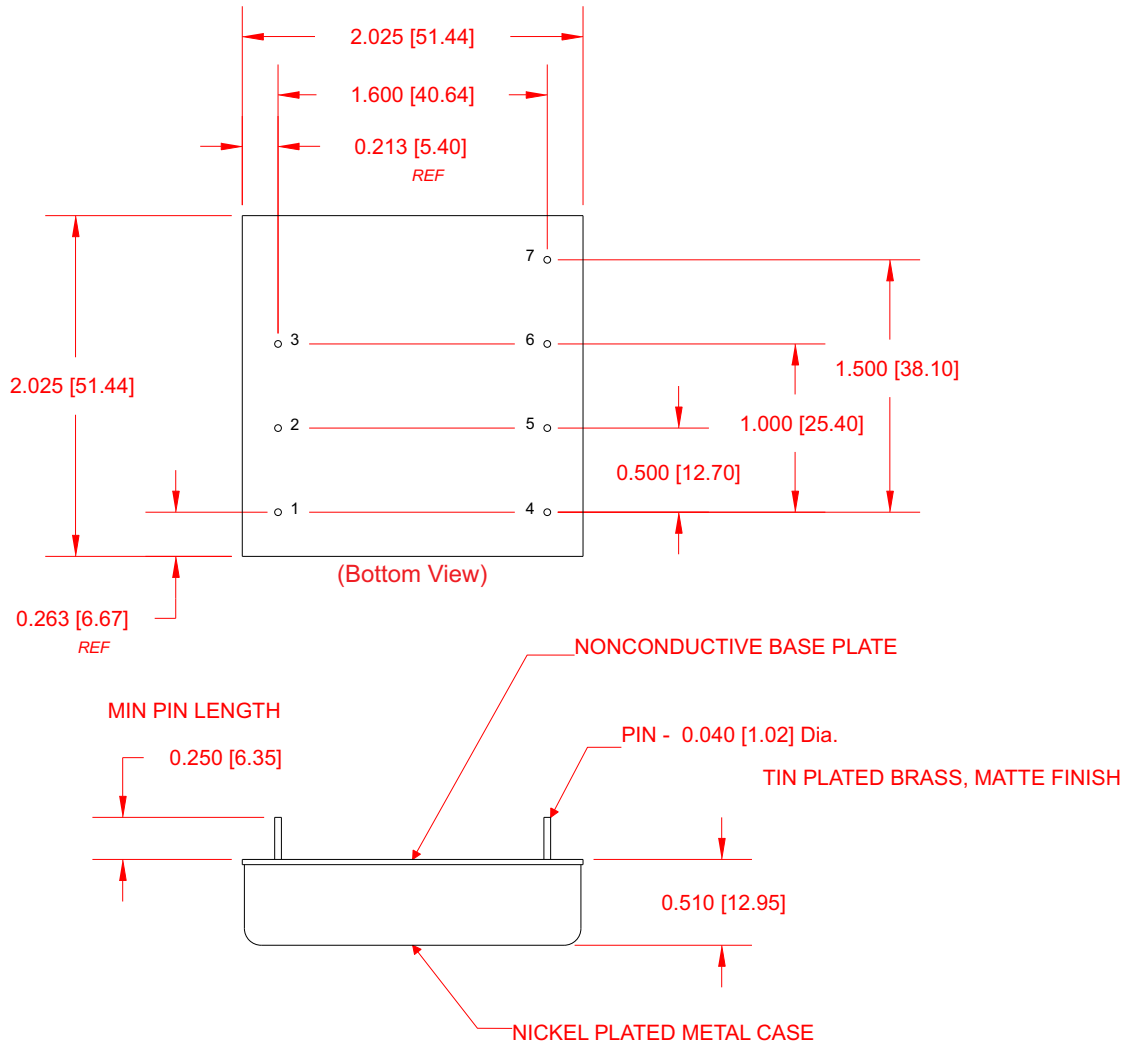 2.025 [51.44]
1.600 [40.64]
0.213 [5.40]
REF
7
3
6
1.500 [38.10]
2.025 [51.44]
1.000 [25.40]
2
5
0.500 [12.70]
1
4
(Bottom View)
0.263 [6.67]
REF
NONCONDUCTIVE BASE PLATE
MIN PIN LENGTH
0.250 [6.35]
PIN - 0.040 [1.02] Dia.
TIN PLATED BRASS, MATTE FINISH
0.510 [12.95]
NICKEL PLATED METAL CASE